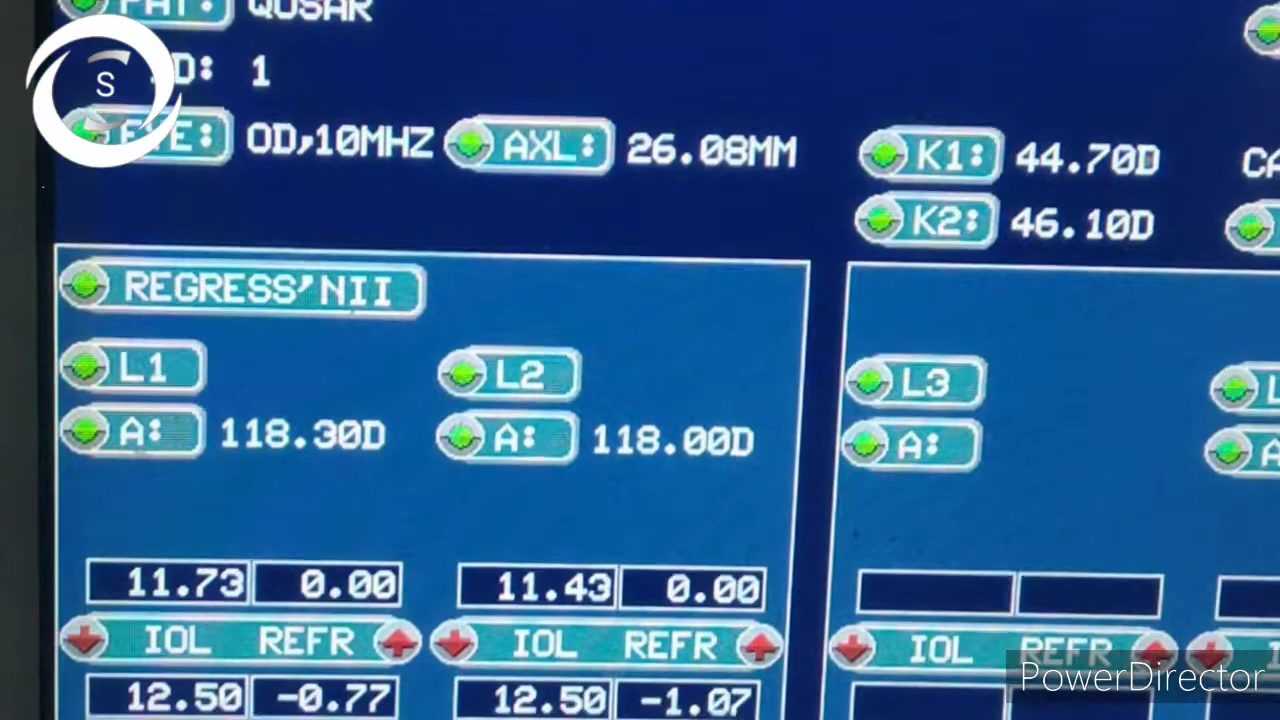 PAT: QUSAR
S
D: 1
EYE: OD,10MHZ AXL: 26.08MM K1: 44.70D
K2: 46.10D
REGRESS'NII
L1 L2 L3
A: 118.30D A: 118.00D A:
11.73 0.00 11.43 0.00
IOL REFR IOL REFR IOL REFR
12.50 -0.77 12.50 -1.07
PowerDirector